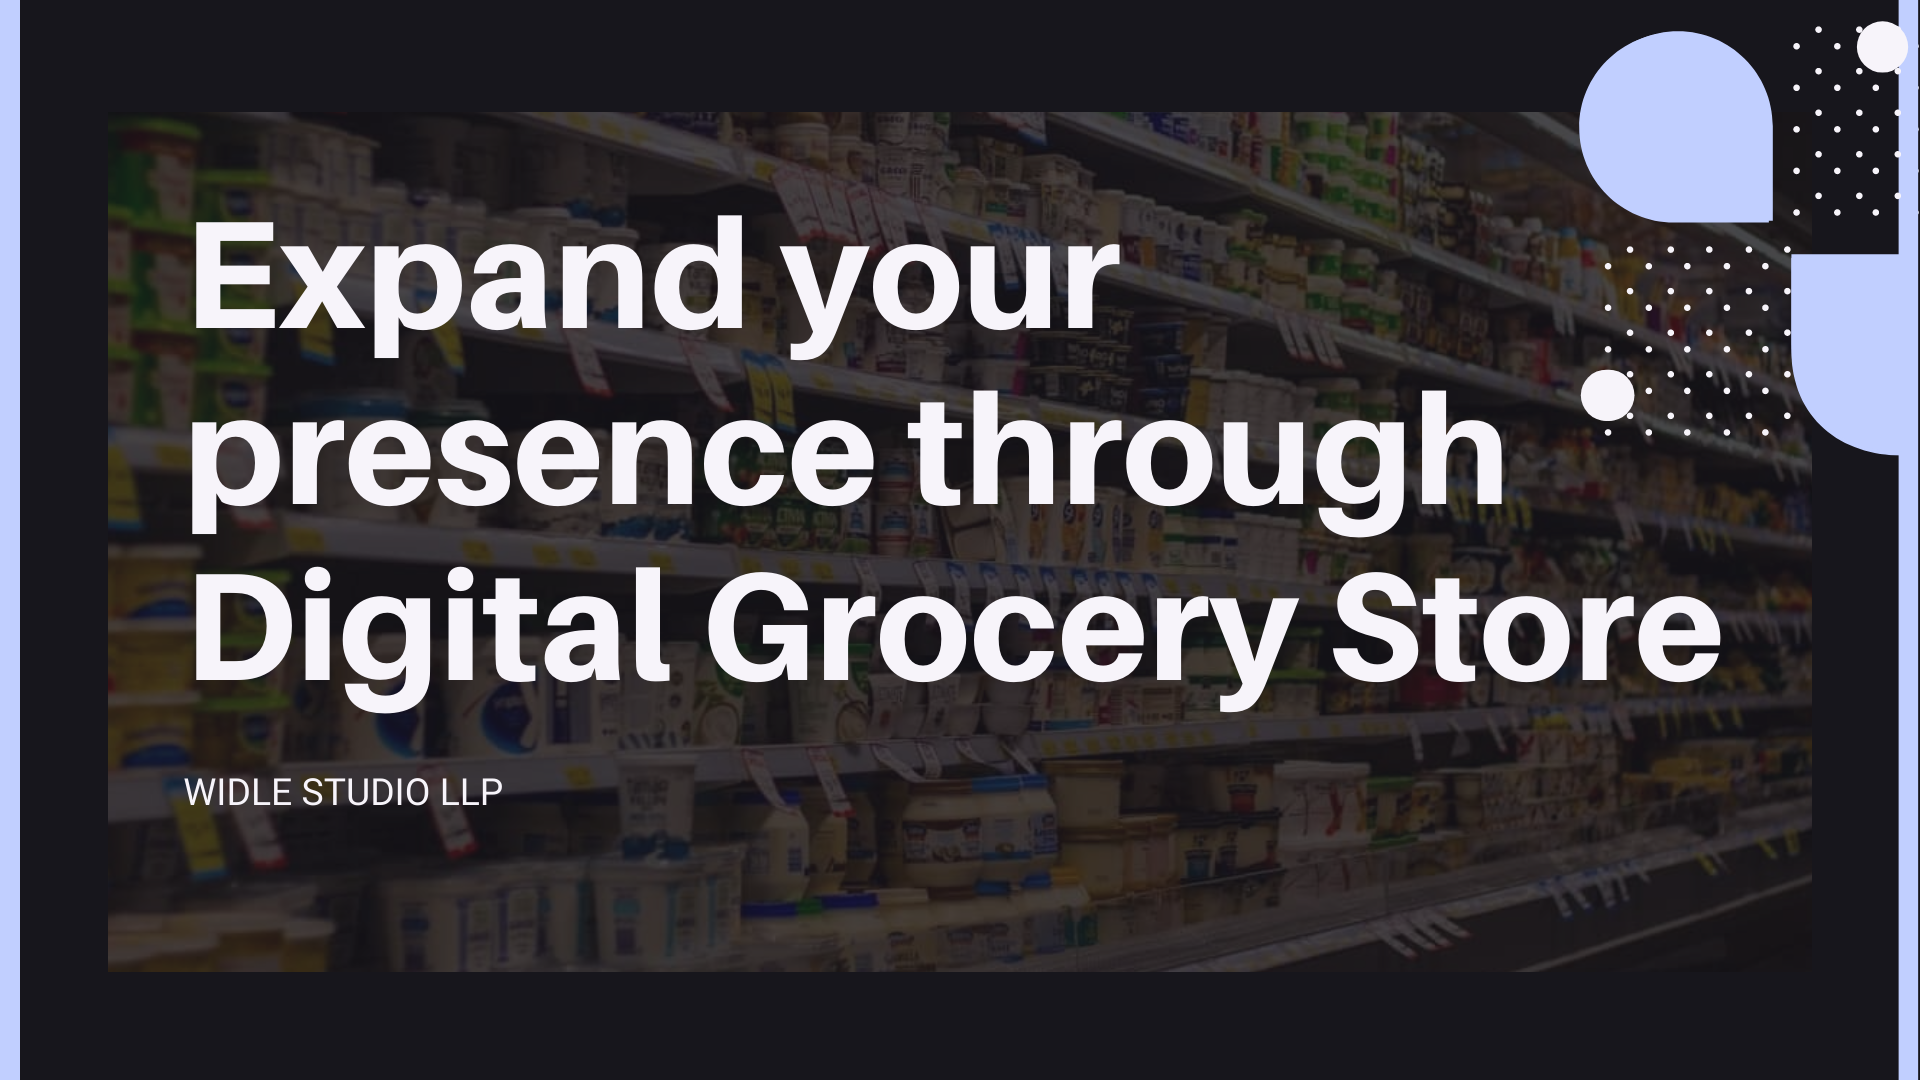 Expand your
presence through
Digital Grocery Store
WIDLE STUDIO LLP